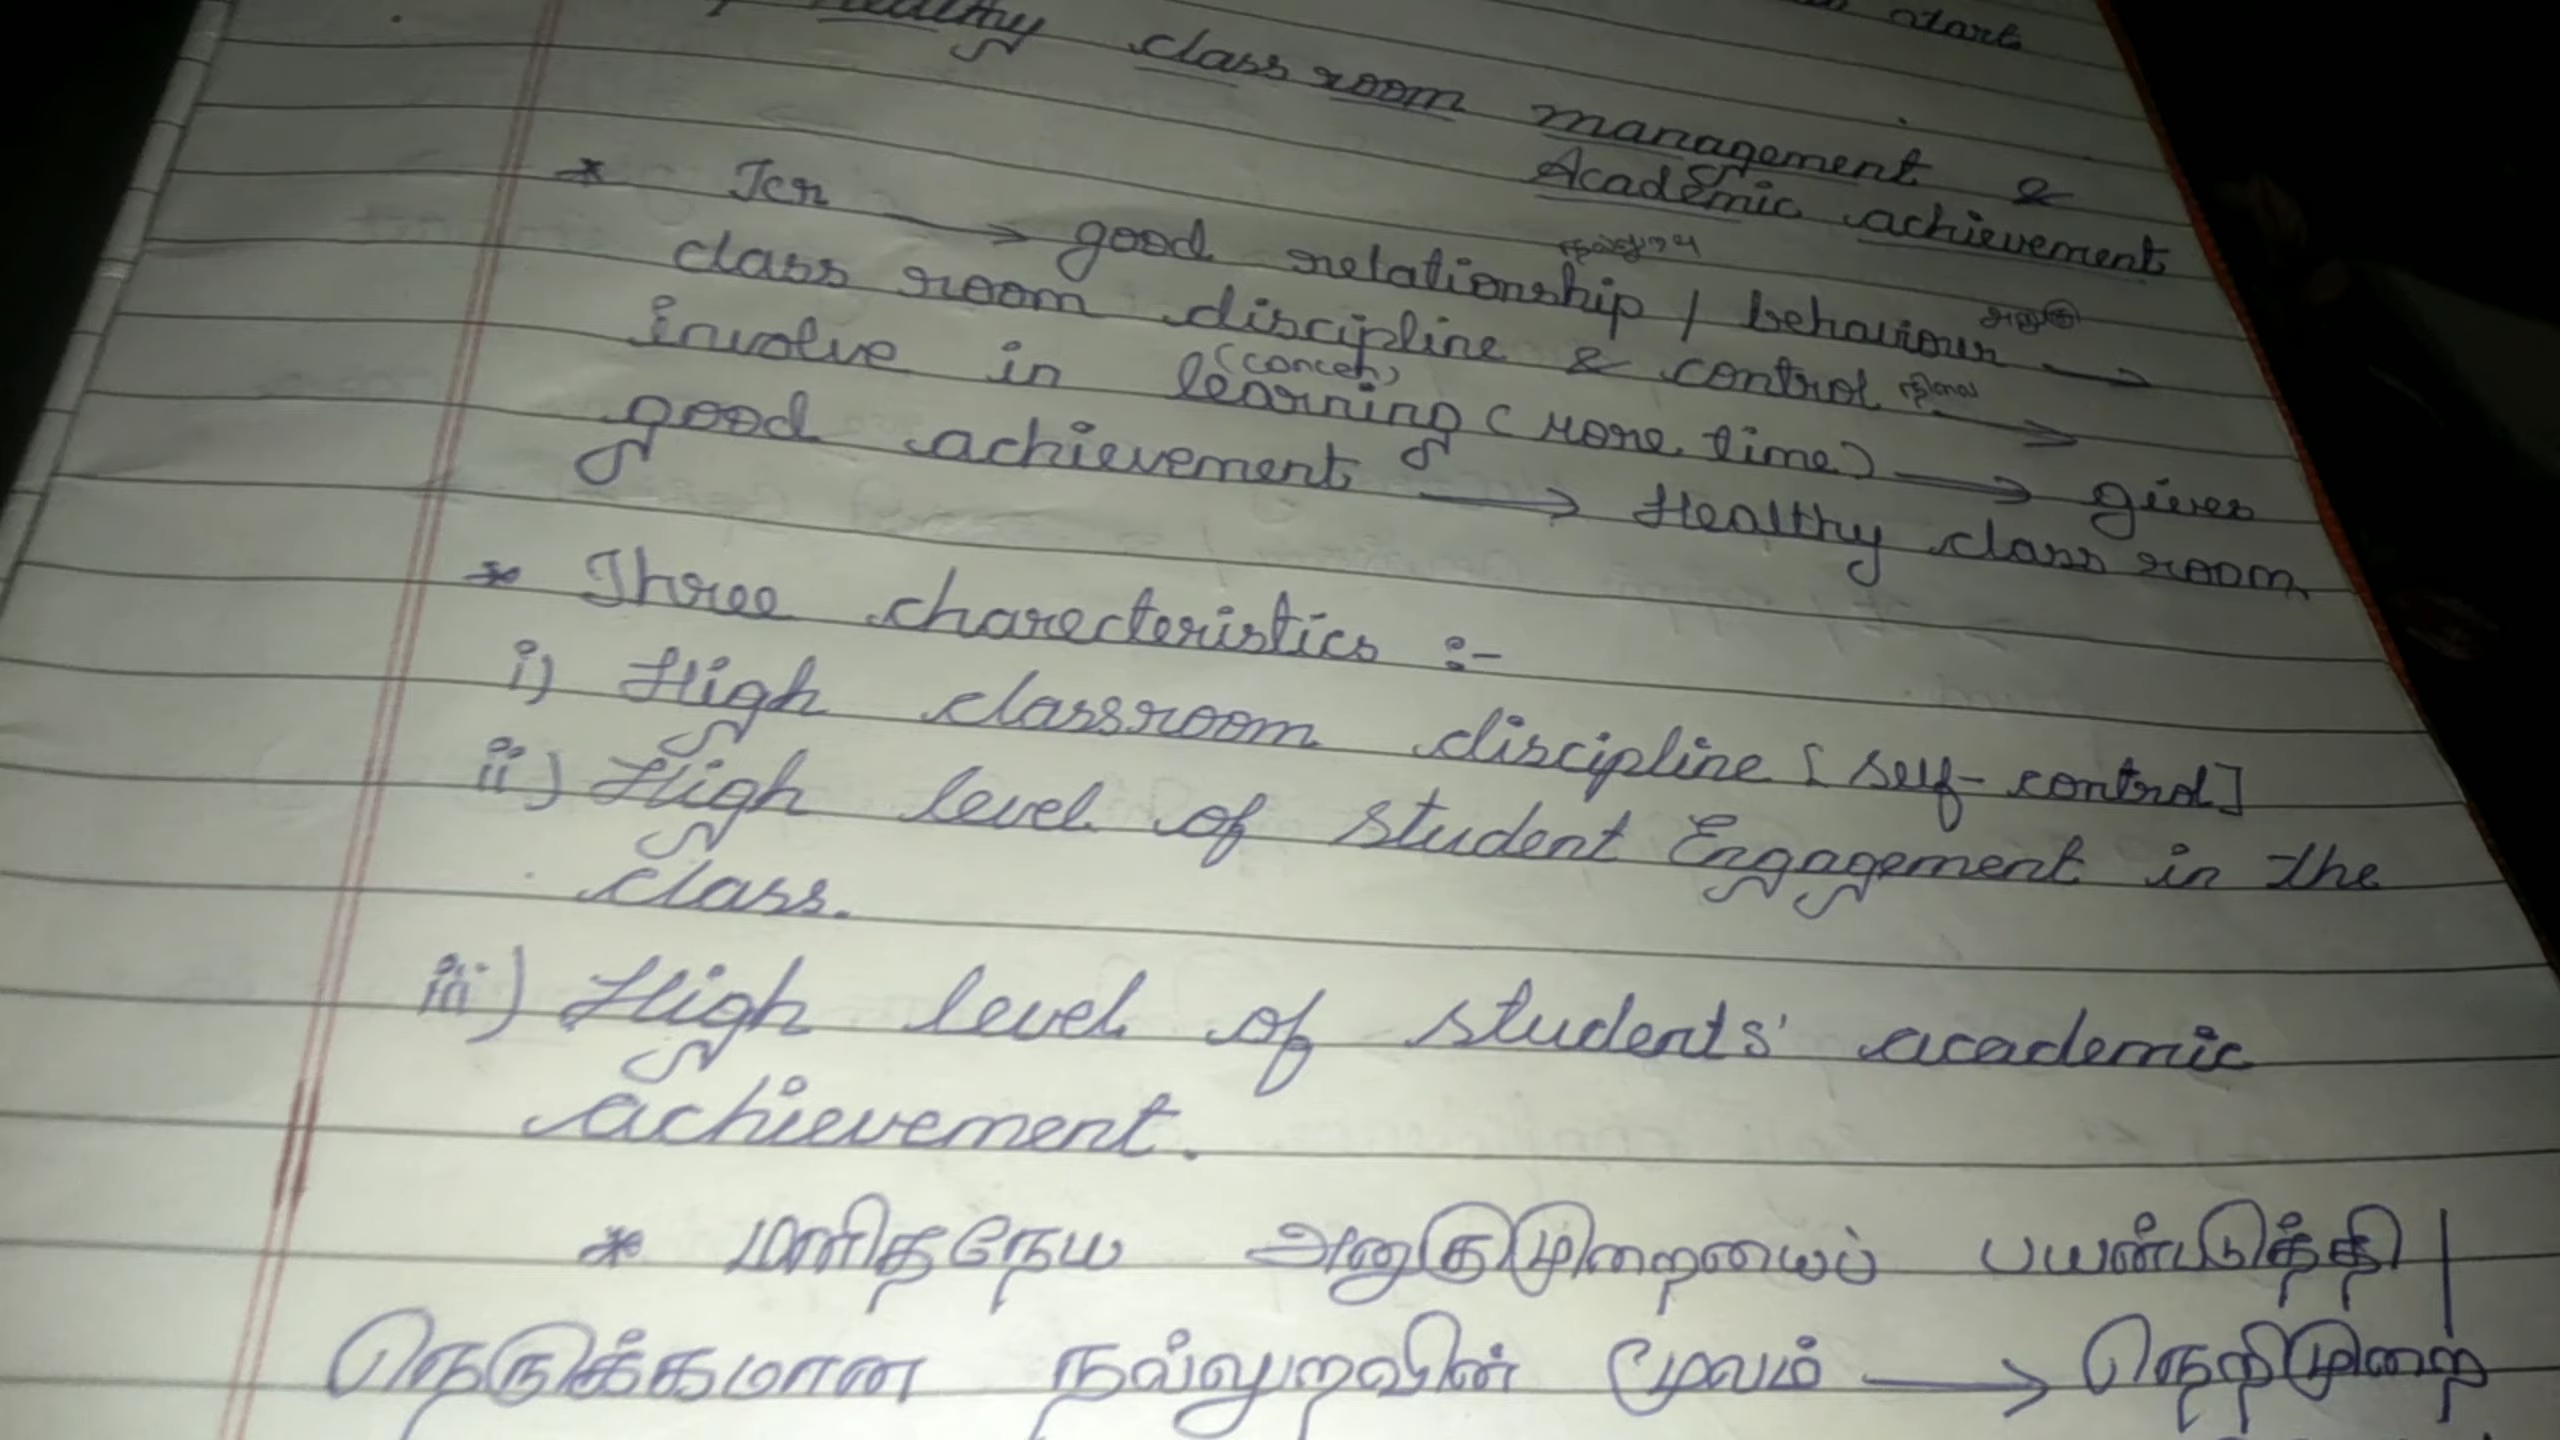 start
healthy class room management &
Academic achievement
* Tcr → good relationship / behaviour →
நல்லுறவு
class room discipline & control →
involve in learning (More time) → gives
good achievement → Healthy class room
* Three charecteristics :-
i) High classroom discipline [self-control]
ii) High level of student Engagement in the
class.
iii) High level of students' academic
achievement.
* மனிதநேய அணுகுமுறையைப் பயன்படுத்தி
நெருக்கமான நல்லுறவின் மூலம் → நெறிமுறை